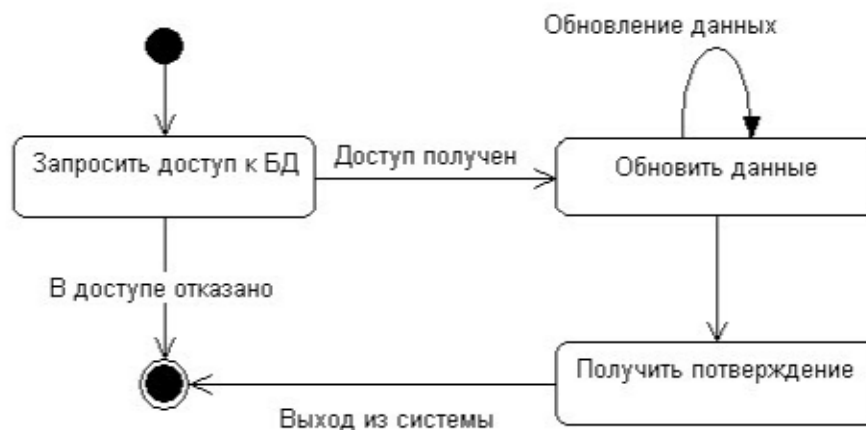 Обновление данных
Запросить доступ к БД
Доступ получен
Обновить данные
В доступе отказано
Получить потверждение
Выход из системы